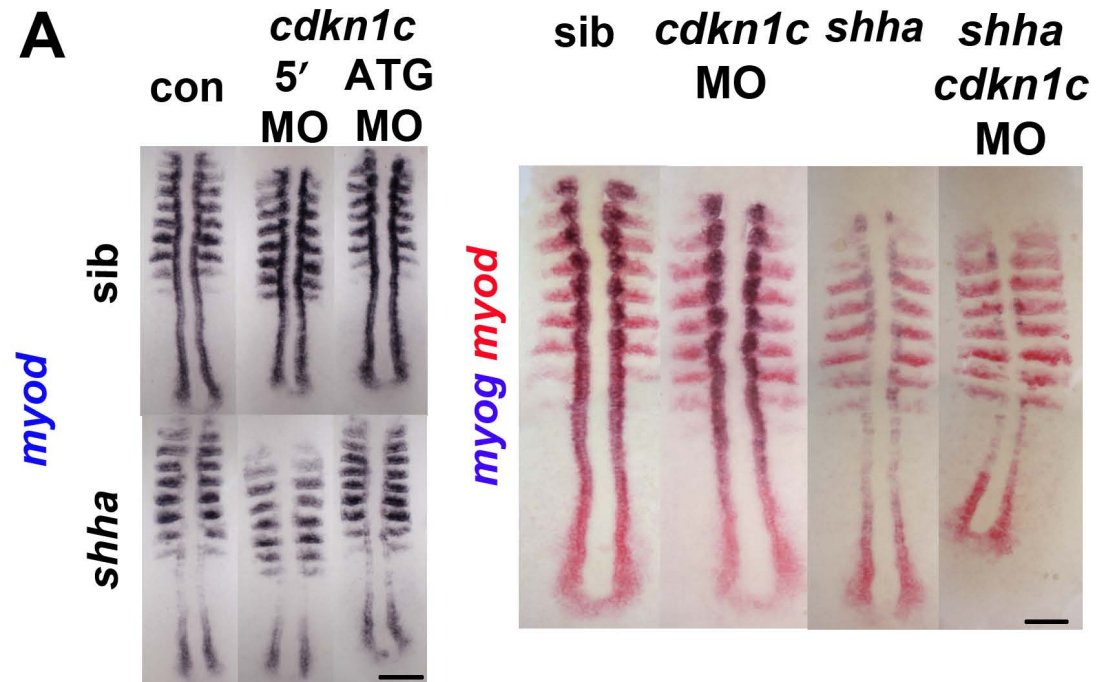 A
cdkn1c
con
5′ ATG
MO MO
sib
shha
myod
sib
cdkn1c
MO
shha
shha
cdkn1c
MO
myog myod